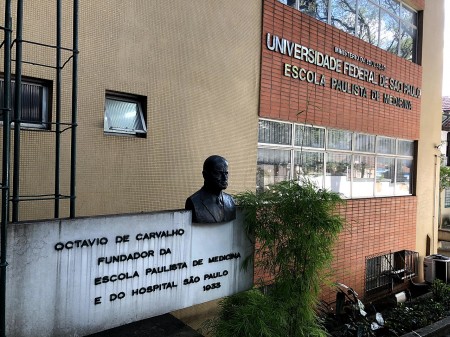 MINISTÉRIO DA EDUCAÇÃO
UNIVERSIDADE FEDERAL DE SÃO PAULO
ESCOLA PAULISTA DE MEDICINA
OCTAVIO DE CARVALHO
FUNDADOR DA
ESCOLA PAULISTA DE MEDICINA
E DO HOSPITAL SÃO PAULO
1933